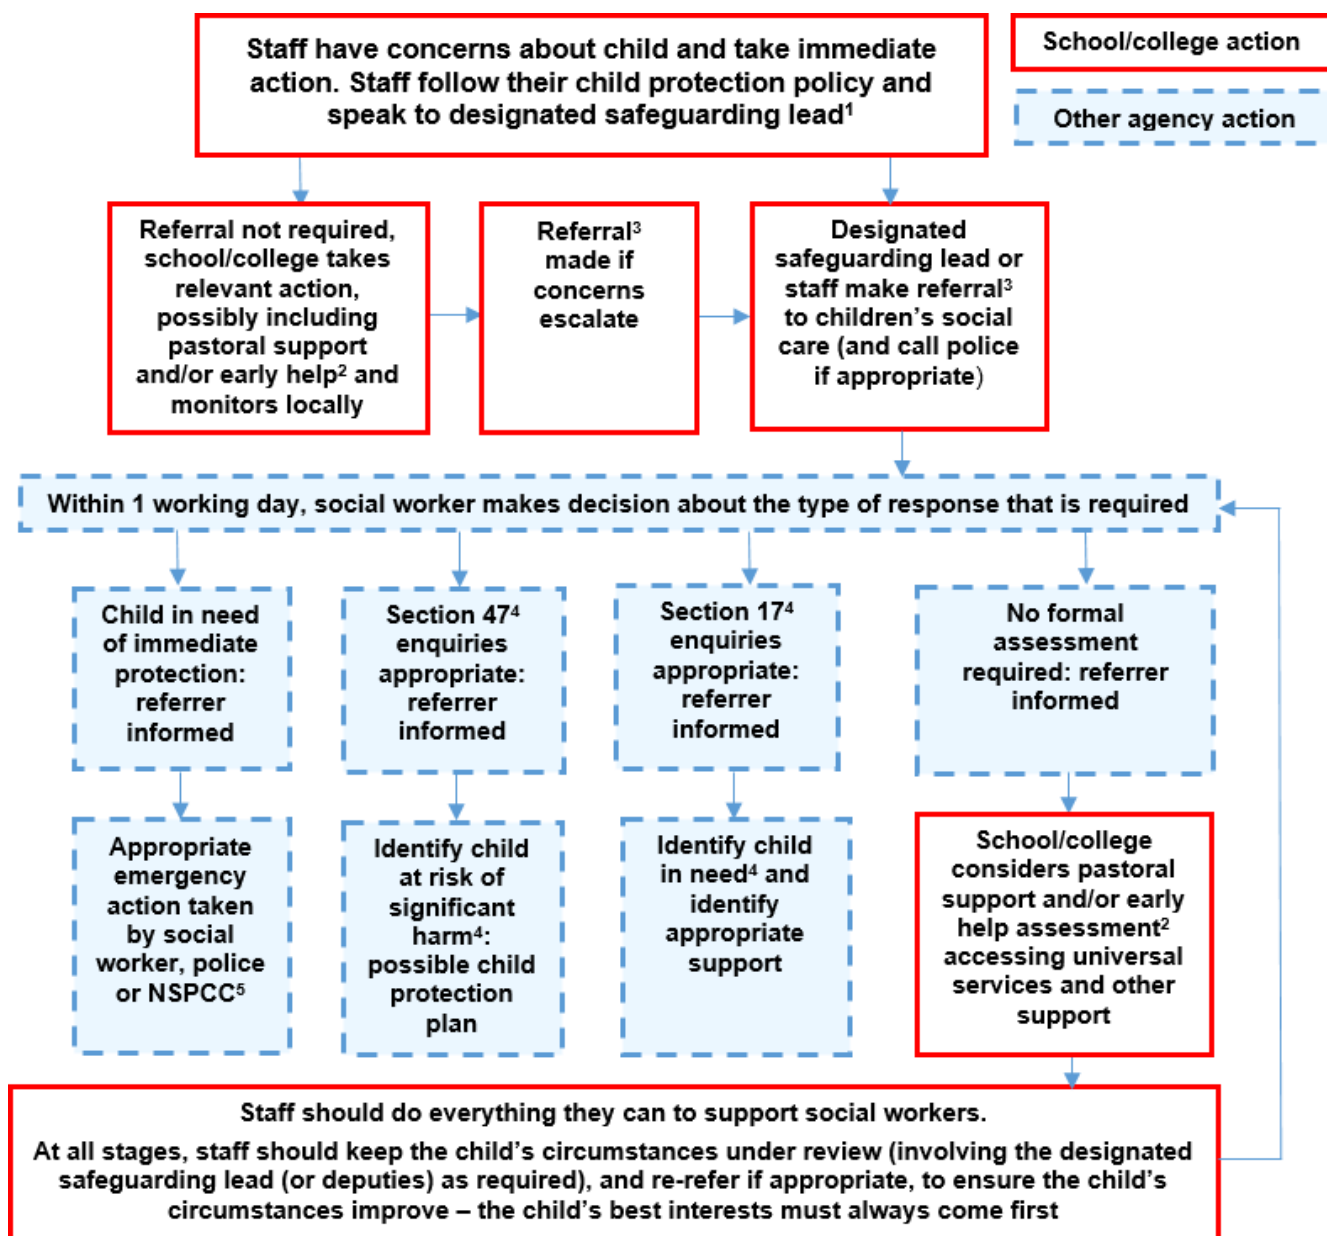 Staff have concerns about child and take immediate
action. Staff follow their child protection policy and
speak to designated safeguarding lead¹
School/college action
Other agency action
Referral not required,
school/college takes
relevant action,
possibly including
pastoral support
and/or early help² and
monitors locally
Referral³
made if
concerns
escalate
Designated
safeguarding lead or
staff make referral³
to children’s social
care (and call police
if appropriate)
Within 1 working day, social worker makes decision about the type of response that is required
Child in need
of immediate
protection:
referrer
informed
Section 47⁴
enquiries
appropriate:
referrer
informed
Section 17⁴
enquiries
appropriate:
referrer
informed
No formal
assessment
required: referrer
informed
Appropriate
emergency
action taken
by social
worker, police
or NSPCC⁵
Identify child
at risk of
significant
harm⁴:
possible child
protection
plan
Identify child
in need⁴ and
identify
appropriate
support
School/college
considers pastoral
support and/or early
help assessment²
accessing universal
services and other
support
Staff should do everything they can to support social workers.
At all stages, staff should keep the child’s circumstances under review (involving the designated
safeguarding lead (or deputies) as required), and re-refer if appropriate, to ensure the child’s
circumstances improve – the child’s best interests must always come first